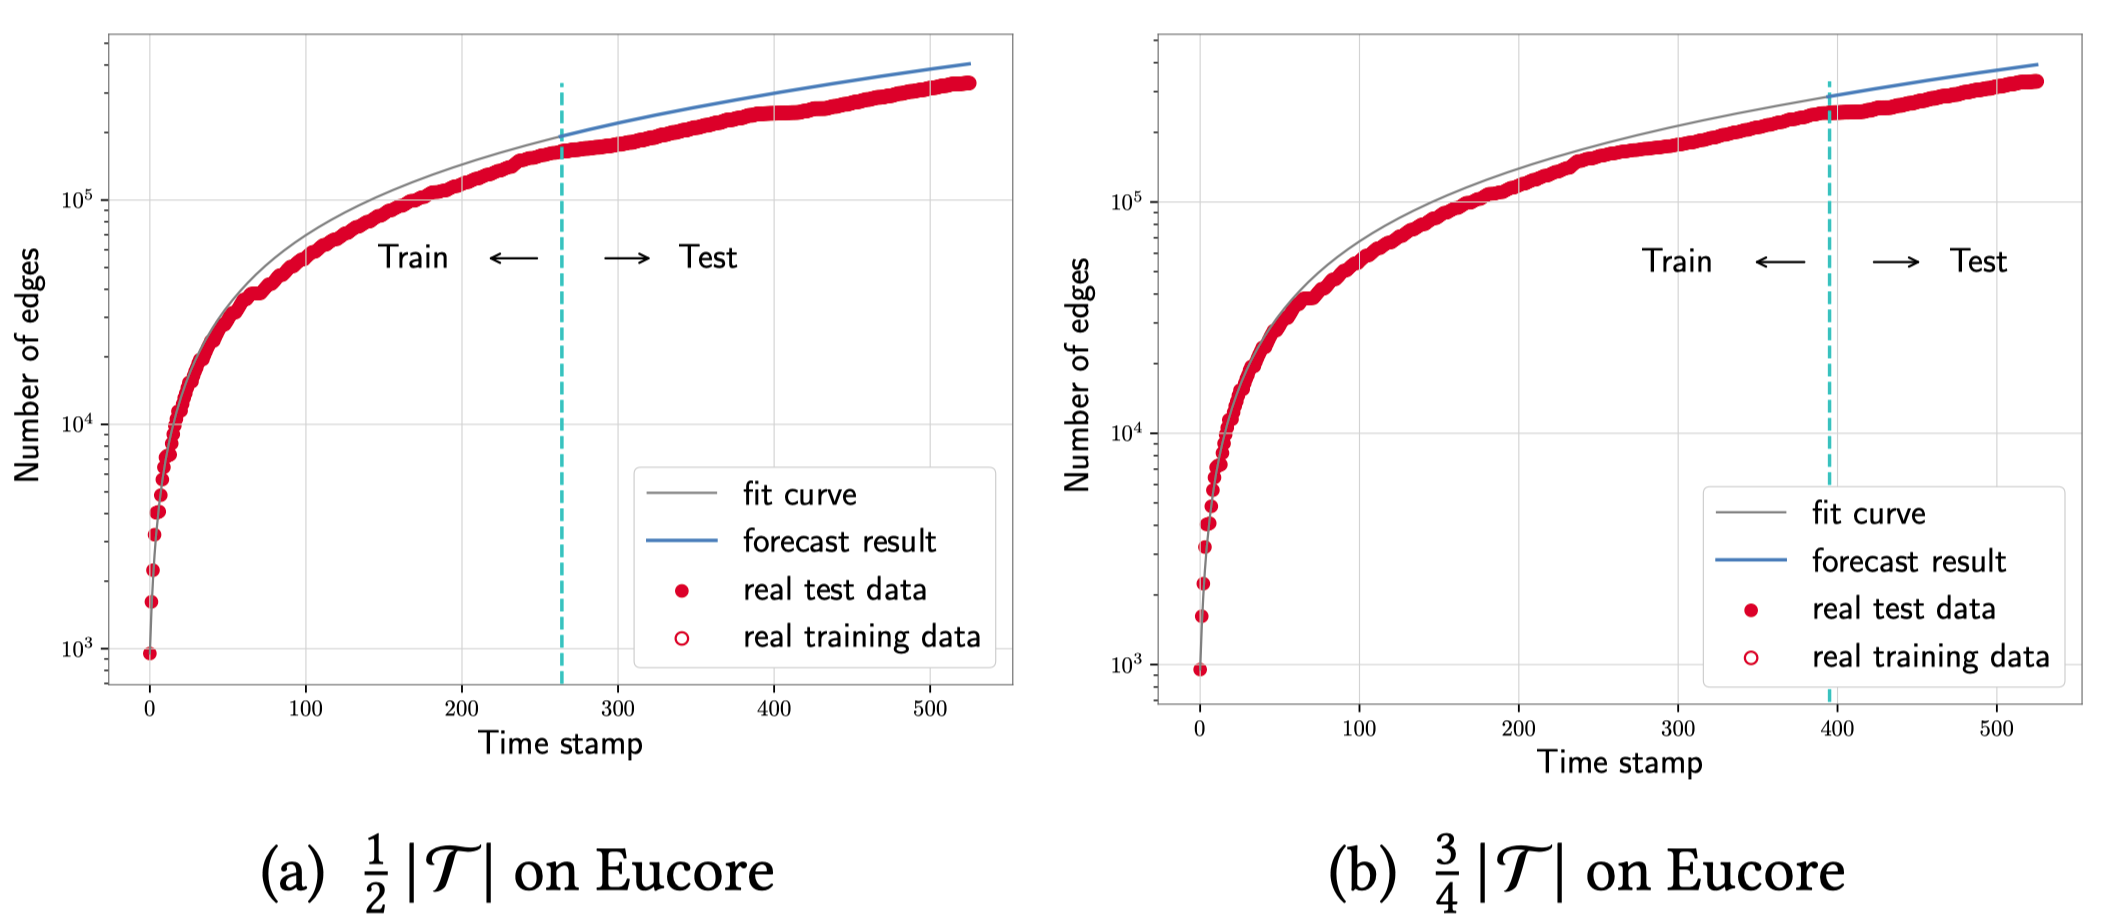 Number of edges
10^5
10^4
10^3
Train ← → Test
fit curve
forecast result
real test data
real training data
0 100 200 300 400 500
Time stamp
(a) 1/2 |𝒯| on Eucore
Number of edges
10^5
10^4
10^3
Train ← → Test
fit curve
forecast result
real test data
real training data
0 100 200 300 400 500
Time stamp
(b) 3/4 |𝒯| on Eucore